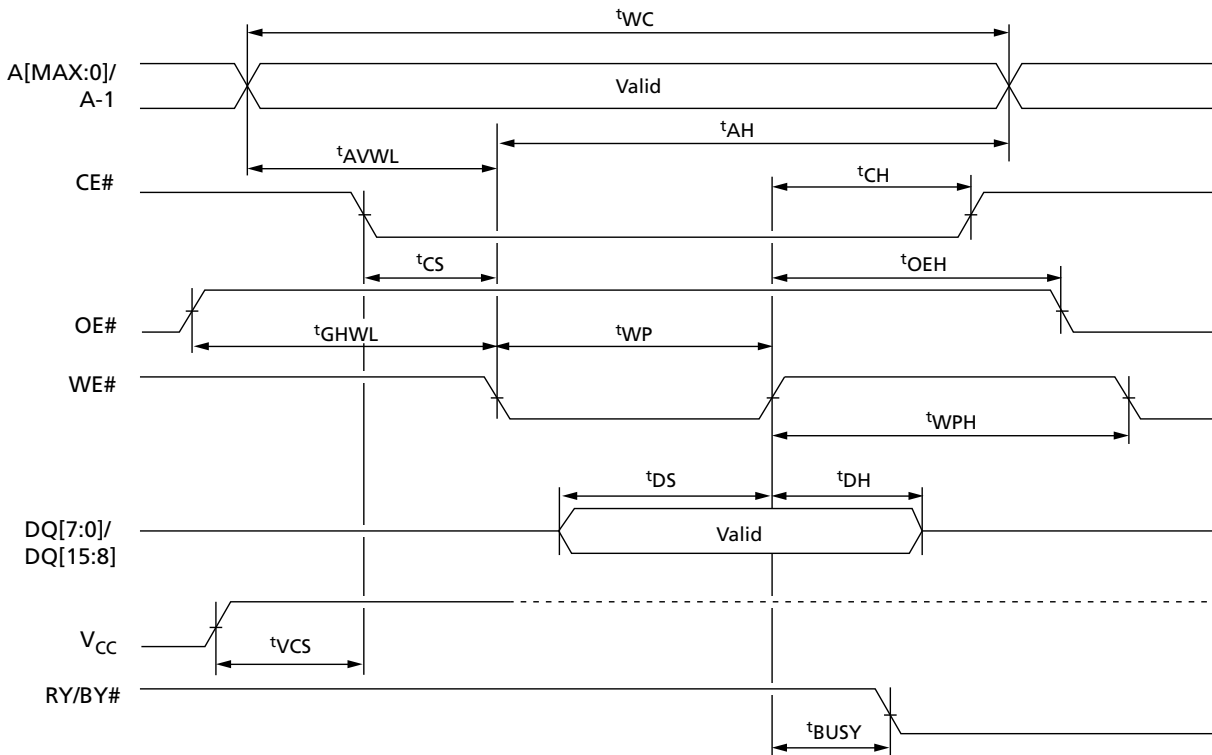 tWC
A[MAX:0]/
A-1
Valid
tAH
tAVWL
CE#
tCH
tCS
tOEH
OE#
tGHWL
tWP
WE#
tWPH
tDS
tDH
DQ[7:0]/
DQ[15:8]
Valid
VCC
tVCS
RY/BY#
tBUSY